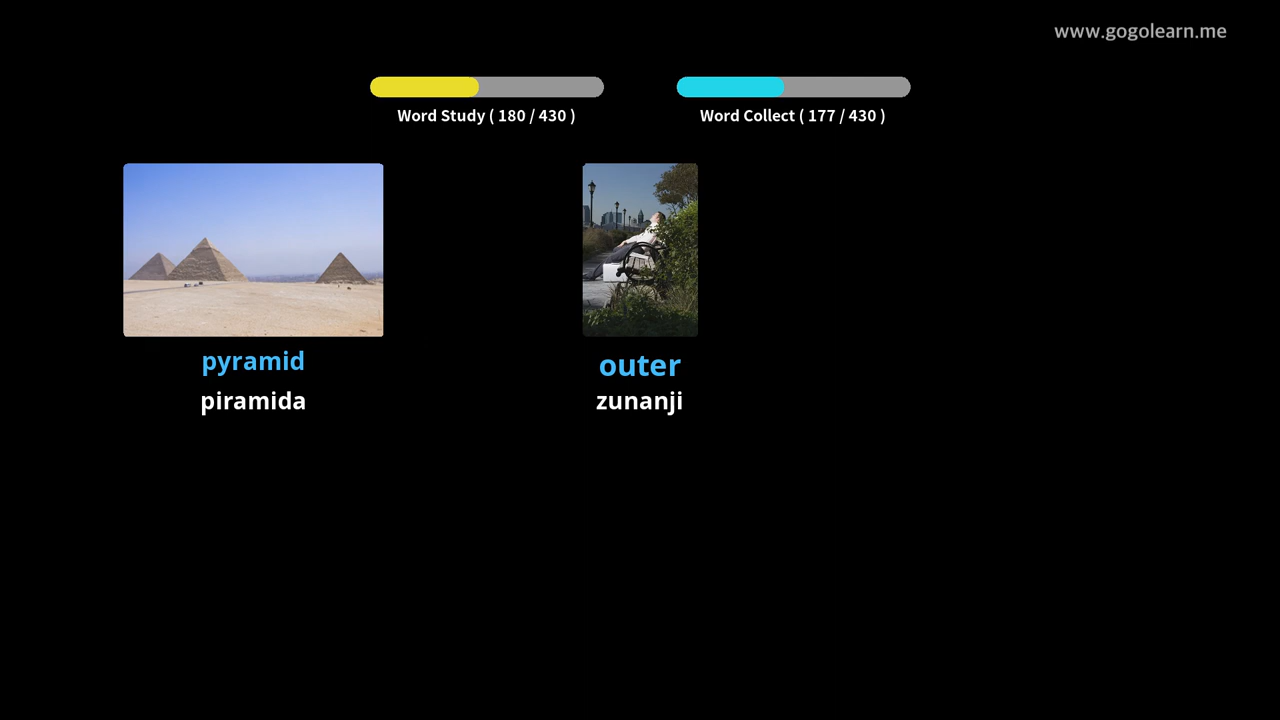 www.gogolearn.me
Word Study ( 180 / 430 )
Word Collect ( 177 / 430 )
pyramid
piramida
outer
zunanji